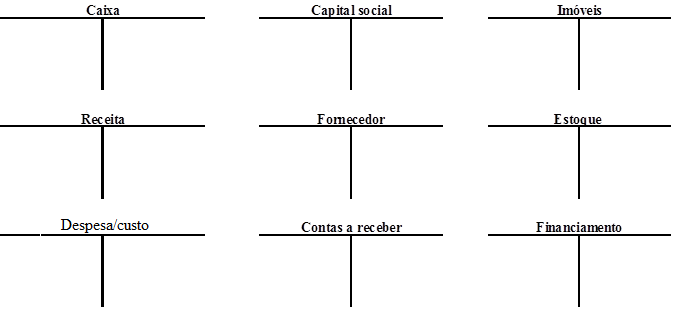 Caixa
Capital social
Imóveis
Receita
Fornecedor
Estoque
Despesa/custo
Contas a receber
Financiamento